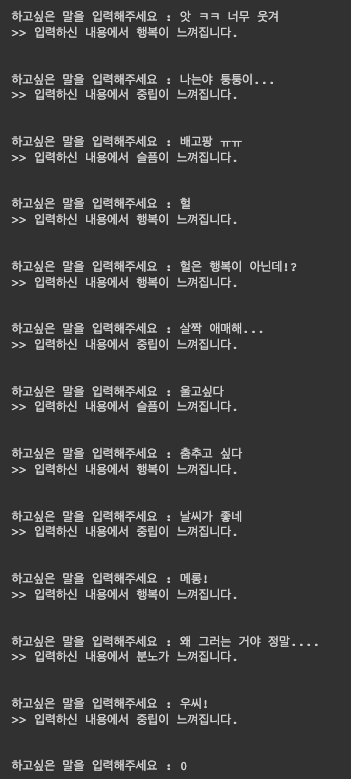 하고싶은 말을 입력해주세요 : 앗 ㅋㅋ 너무 웃겨
>> 입력하신 내용에서 행복이 느껴집니다.
하고싶은 말을 입력해주세요 : 나는야 퉁퉁이...
>> 입력하신 내용에서 중립이 느껴집니다.
하고싶은 말을 입력해주세요 : 배고팡 ㅠㅠ
>> 입력하신 내용에서 슬픔이 느껴집니다.
하고싶은 말을 입력해주세요 : 헐
>> 입력하신 내용에서 행복이 느껴집니다.
하고싶은 말을 입력해주세요 : 헐은 행복이 아닌데!?
>> 입력하신 내용에서 행복이 느껴집니다.
하고싶은 말을 입력해주세요 : 살짝 애매해...
>> 입력하신 내용에서 중립이 느껴집니다.
하고싶은 말을 입력해주세요 : 울고싶다
>> 입력하신 내용에서 슬픔이 느껴집니다.
하고싶은 말을 입력해주세요 : 춤추고 싶다
>> 입력하신 내용에서 행복이 느껴집니다.
하고싶은 말을 입력해주세요 : 날씨가 좋네
>> 입력하신 내용에서 중립이 느껴집니다.
하고싶은 말을 입력해주세요 : 메롱!
>> 입력하신 내용에서 행복이 느껴집니다.
하고싶은 말을 입력해주세요 : 왜 그러는 거야 정말....
>> 입력하신 내용에서 분노가 느껴집니다.
하고싶은 말을 입력해주세요 : 우씨!
>> 입력하신 내용에서 중립이 느껴집니다.
하고싶은 말을 입력해주세요 : 0